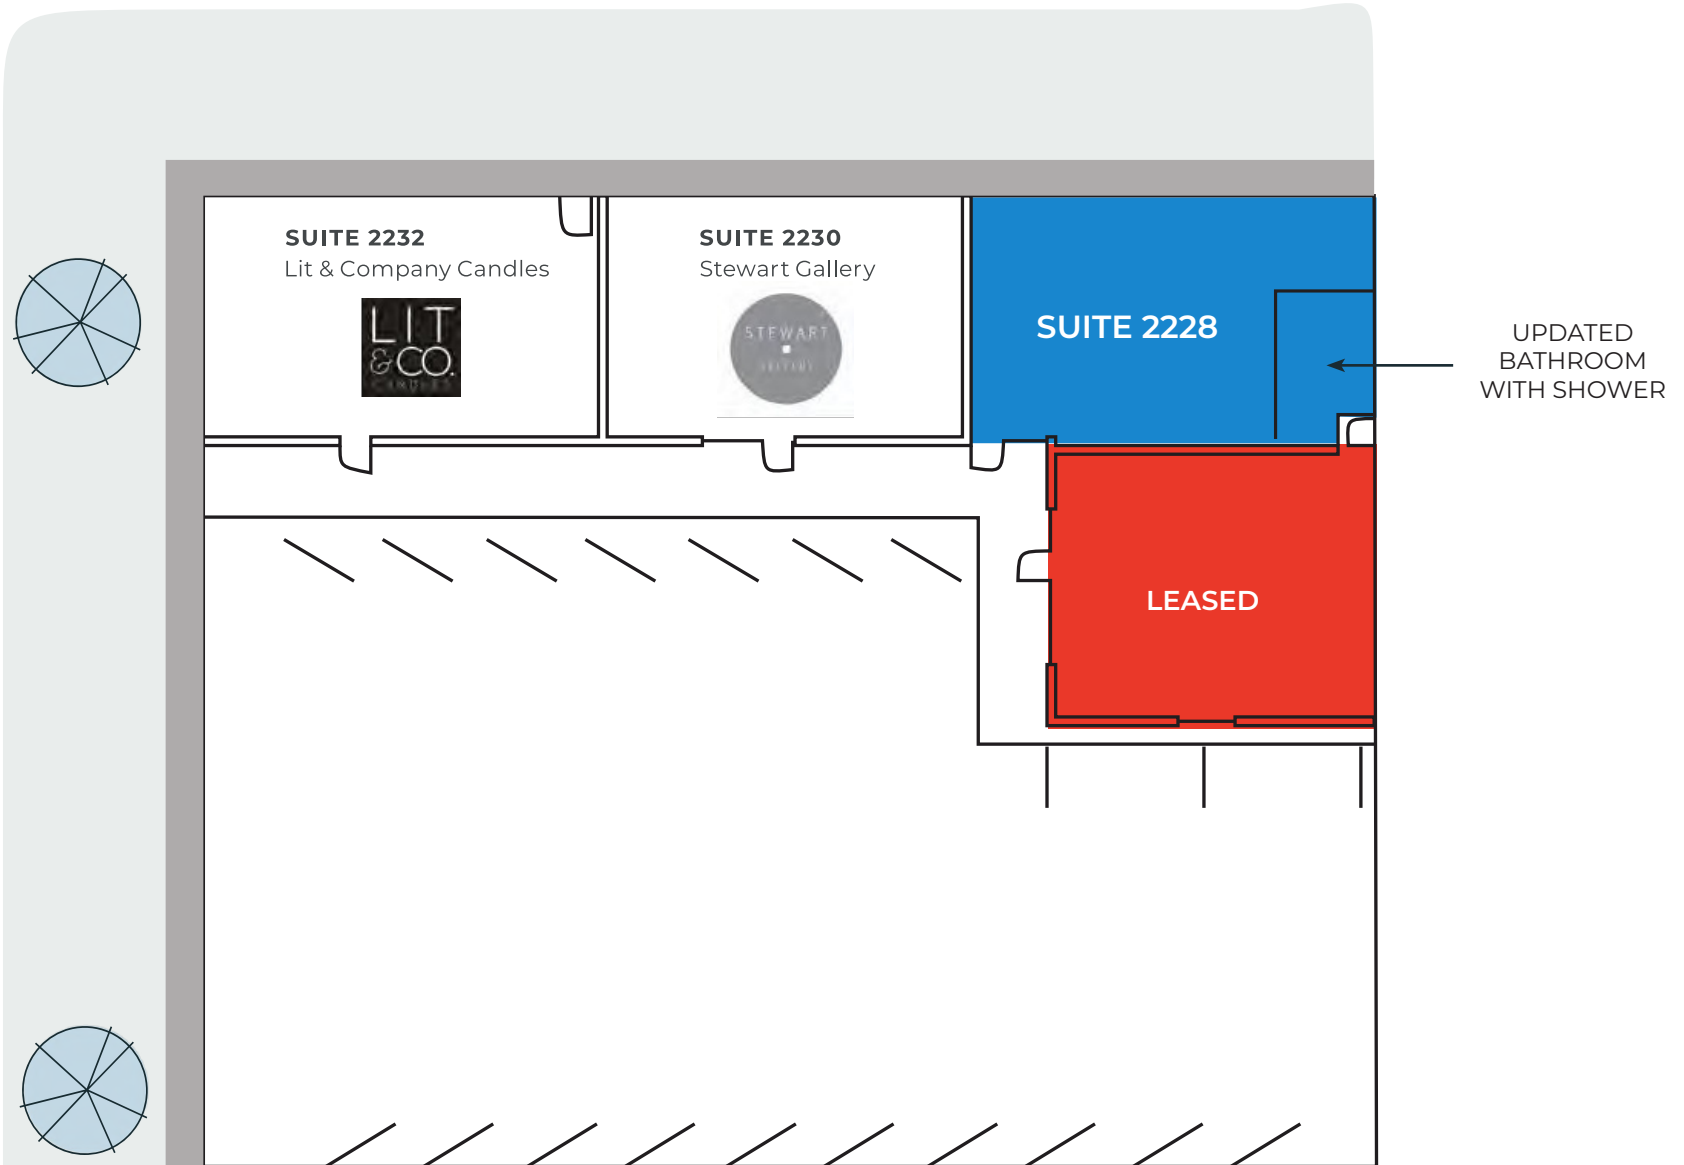 SUITE 2232
Lit & Company Candles
LIT
&CO.
CANDLES
SUITE 2230
Stewart Gallery
STEWART
SUITE 2228
UPDATED
BATHROOM
WITH SHOWER
LEASED